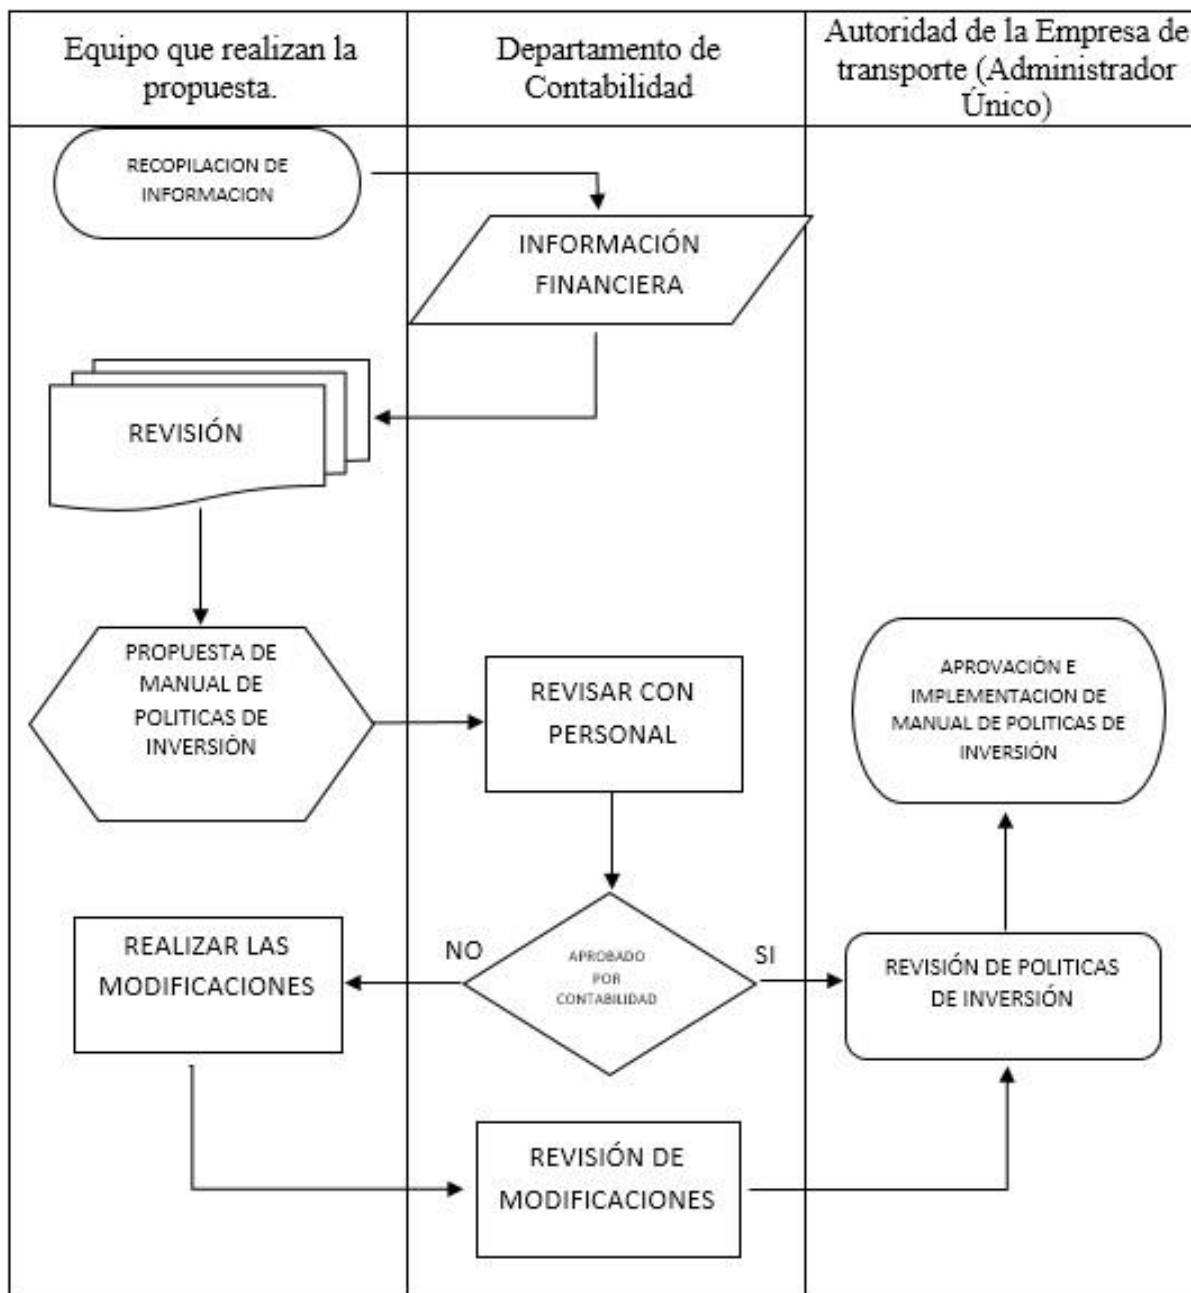 Equipo que realizan la
propuesta.
Departamento de
Contabilidad
Autoridad de la Empresa de
transporte (Administrador
Único)
RECOPILACION DE
INFORMACION
INFORMACIÓN
FINANCIERA
REVISIÓN
PROPUESTA DE
MANUAL DE
POLITICAS DE
INVERSIÓN
REVISAR CON
PERSONAL
APROVACIÓN E
IMPLEMENTACION DE
MANUAL DE POLITICAS DE
INVERSIÓN
REALIZAR LAS
MODIFICACIONES
NO
APROBADO
POR
CONTABILIDAD
SI
REVISIÓN DE POLITICAS
DE INVERSIÓN
REVISIÓN DE
MODIFICACIONES